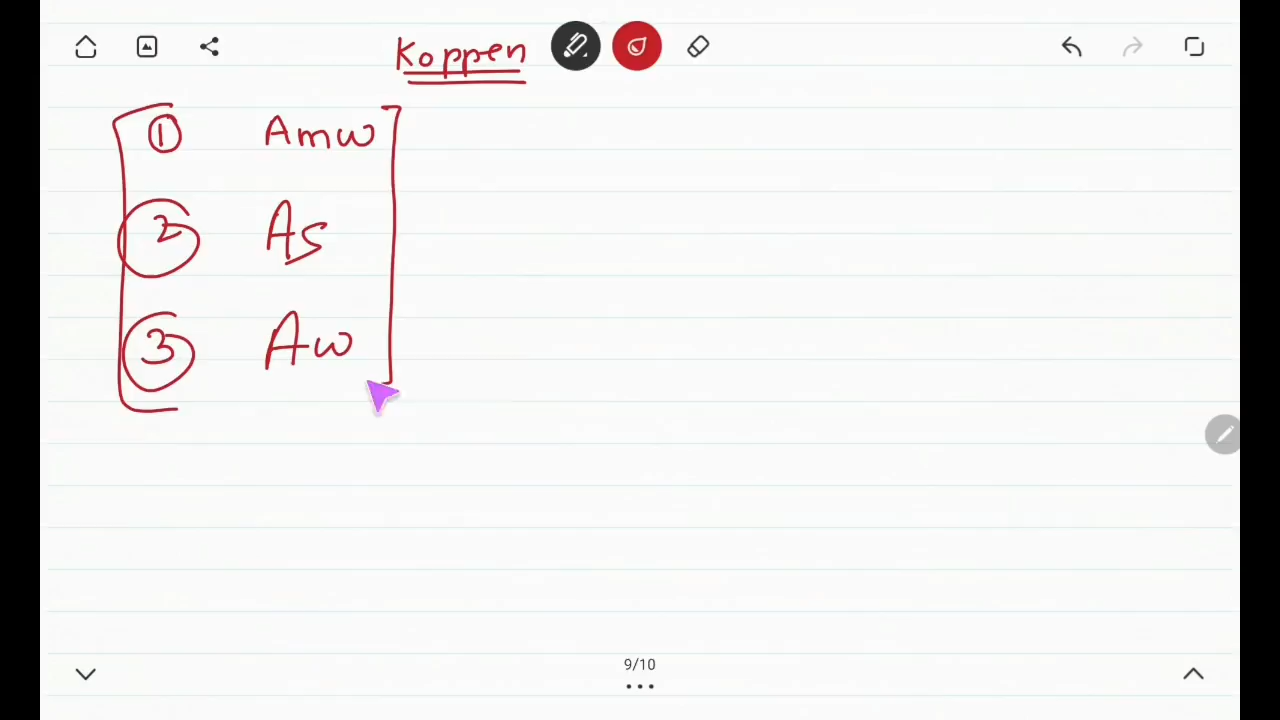 Koppen
① Amw
② As
③ Aw
9/10